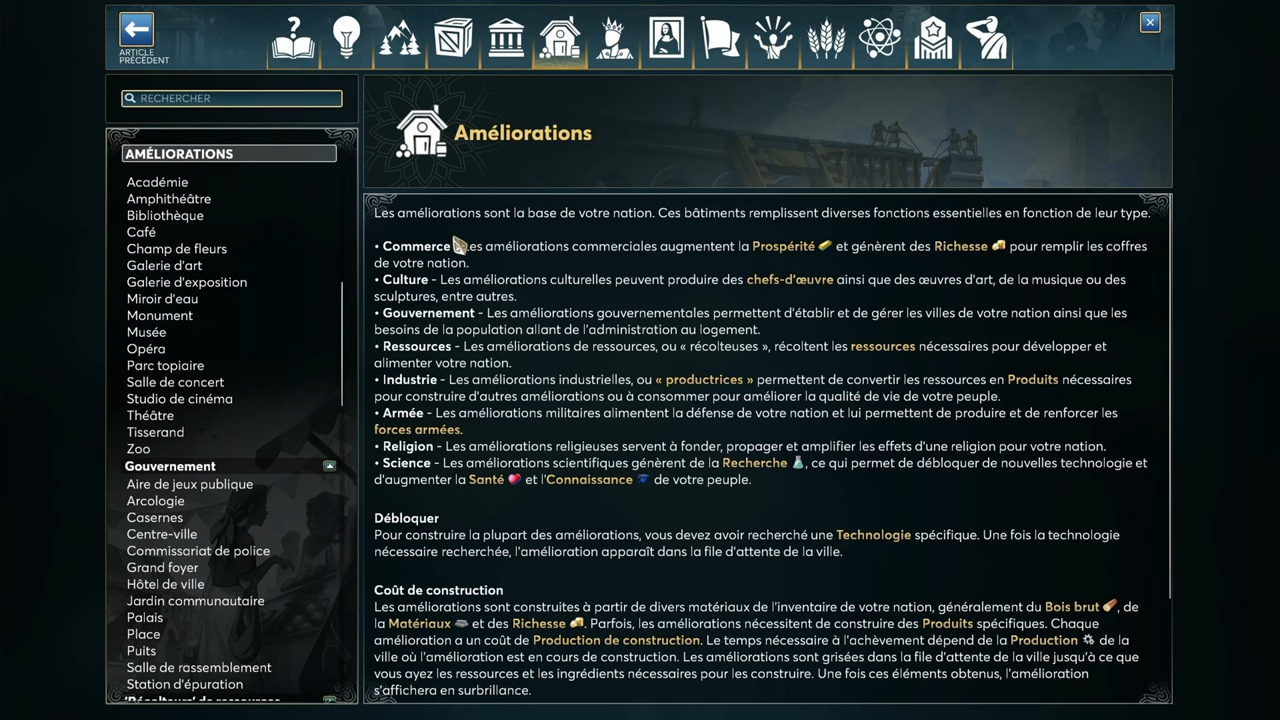 ARTICLE
PRÉCÉDENT
RECHERCHER
AMÉLIORATIONS
Académie
Amphithéâtre
Bibliothèque
Café
Champ de fleurs
Galerie d'art
Galerie d'exposition
Miroir d'eau
Monument
Musée
Opéra
Parc topiaire
Salle de concert
Studio de cinéma
Théâtre
Tisserand
Zoo
Gouvernement
Aire de jeux publique
Arcologie
Casernes
Centre-ville
Commissariat de police
Grand foyer
Hôtel de ville
Jardin communautaire
Palais
Place
Puits
Salle de rassemblement
Station d'épuration
'Récolteurs' de ressources
Améliorations
Les améliorations sont la base de votre nation. Ces bâtiments remplissent diverses fonctions essentielles en fonction de leur type.
• Commerce es améliorations commerciales augmentent la Prospérité et génèrent des Richesse pour remplir les coffres
de votre nation.
• Culture - Les améliorations culturelles peuvent produire des chefs-d'œuvre ainsi que des œuvres d'art, de la musique ou des
sculptures, entre autres.
• Gouvernement - Les améliorations gouvernementales permettent d'établir et de gérer les villes de votre nation ainsi que les
besoins de la population allant de l'administration au logement.
• Ressources - Les améliorations de ressources, ou « récolteuses », récoltent les ressources nécessaires pour développer et
alimenter votre nation.
• Industrie - Les améliorations industrielles, ou « productrices » permettent de convertir les ressources en Produits nécessaires
pour construire d'autres améliorations ou à consommer pour améliorer la qualité de vie de votre peuple.
• Armée - Les améliorations militaires alimentent la défense de votre nation et lui permettent de produire et de renforcer les
forces armées.
• Religion - Les améliorations religieuses servent à fonder, propager et amplifier les effets d'une religion pour votre nation.
• Science - Les améliorations scientifiques génèrent de la Recherche , ce qui permet de débloquer de nouvelles technologie et
d'augmenter la Santé et l'Connaissance de votre peuple.
Débloquer
Pour construire la plupart des améliorations, vous devez avoir recherché une Technologie spécifique. Une fois la technologie
nécessaire recherchée, l'amélioration apparaît dans la file d'attente de la ville.
Coût de construction
Les améliorations sont construites à partir de divers matériaux de l'inventaire de votre nation, généralement du Bois brut , de
la Matériaux et des Richesse . Parfois, les améliorations nécessitent de construire des Produits spécifiques. Chaque
amélioration a un coût de Production de construction. Le temps nécessaire à l'achèvement dépend de la Production de la
ville où l'amélioration est en cours de construction. Les améliorations sont grisées dans la file d'attente de la ville jusqu'à ce que
vous ayez les ressources et les ingrédients nécessaires pour les construire. Une fois ces éléments obtenus, l'amélioration
s'affichera en surbrillance.